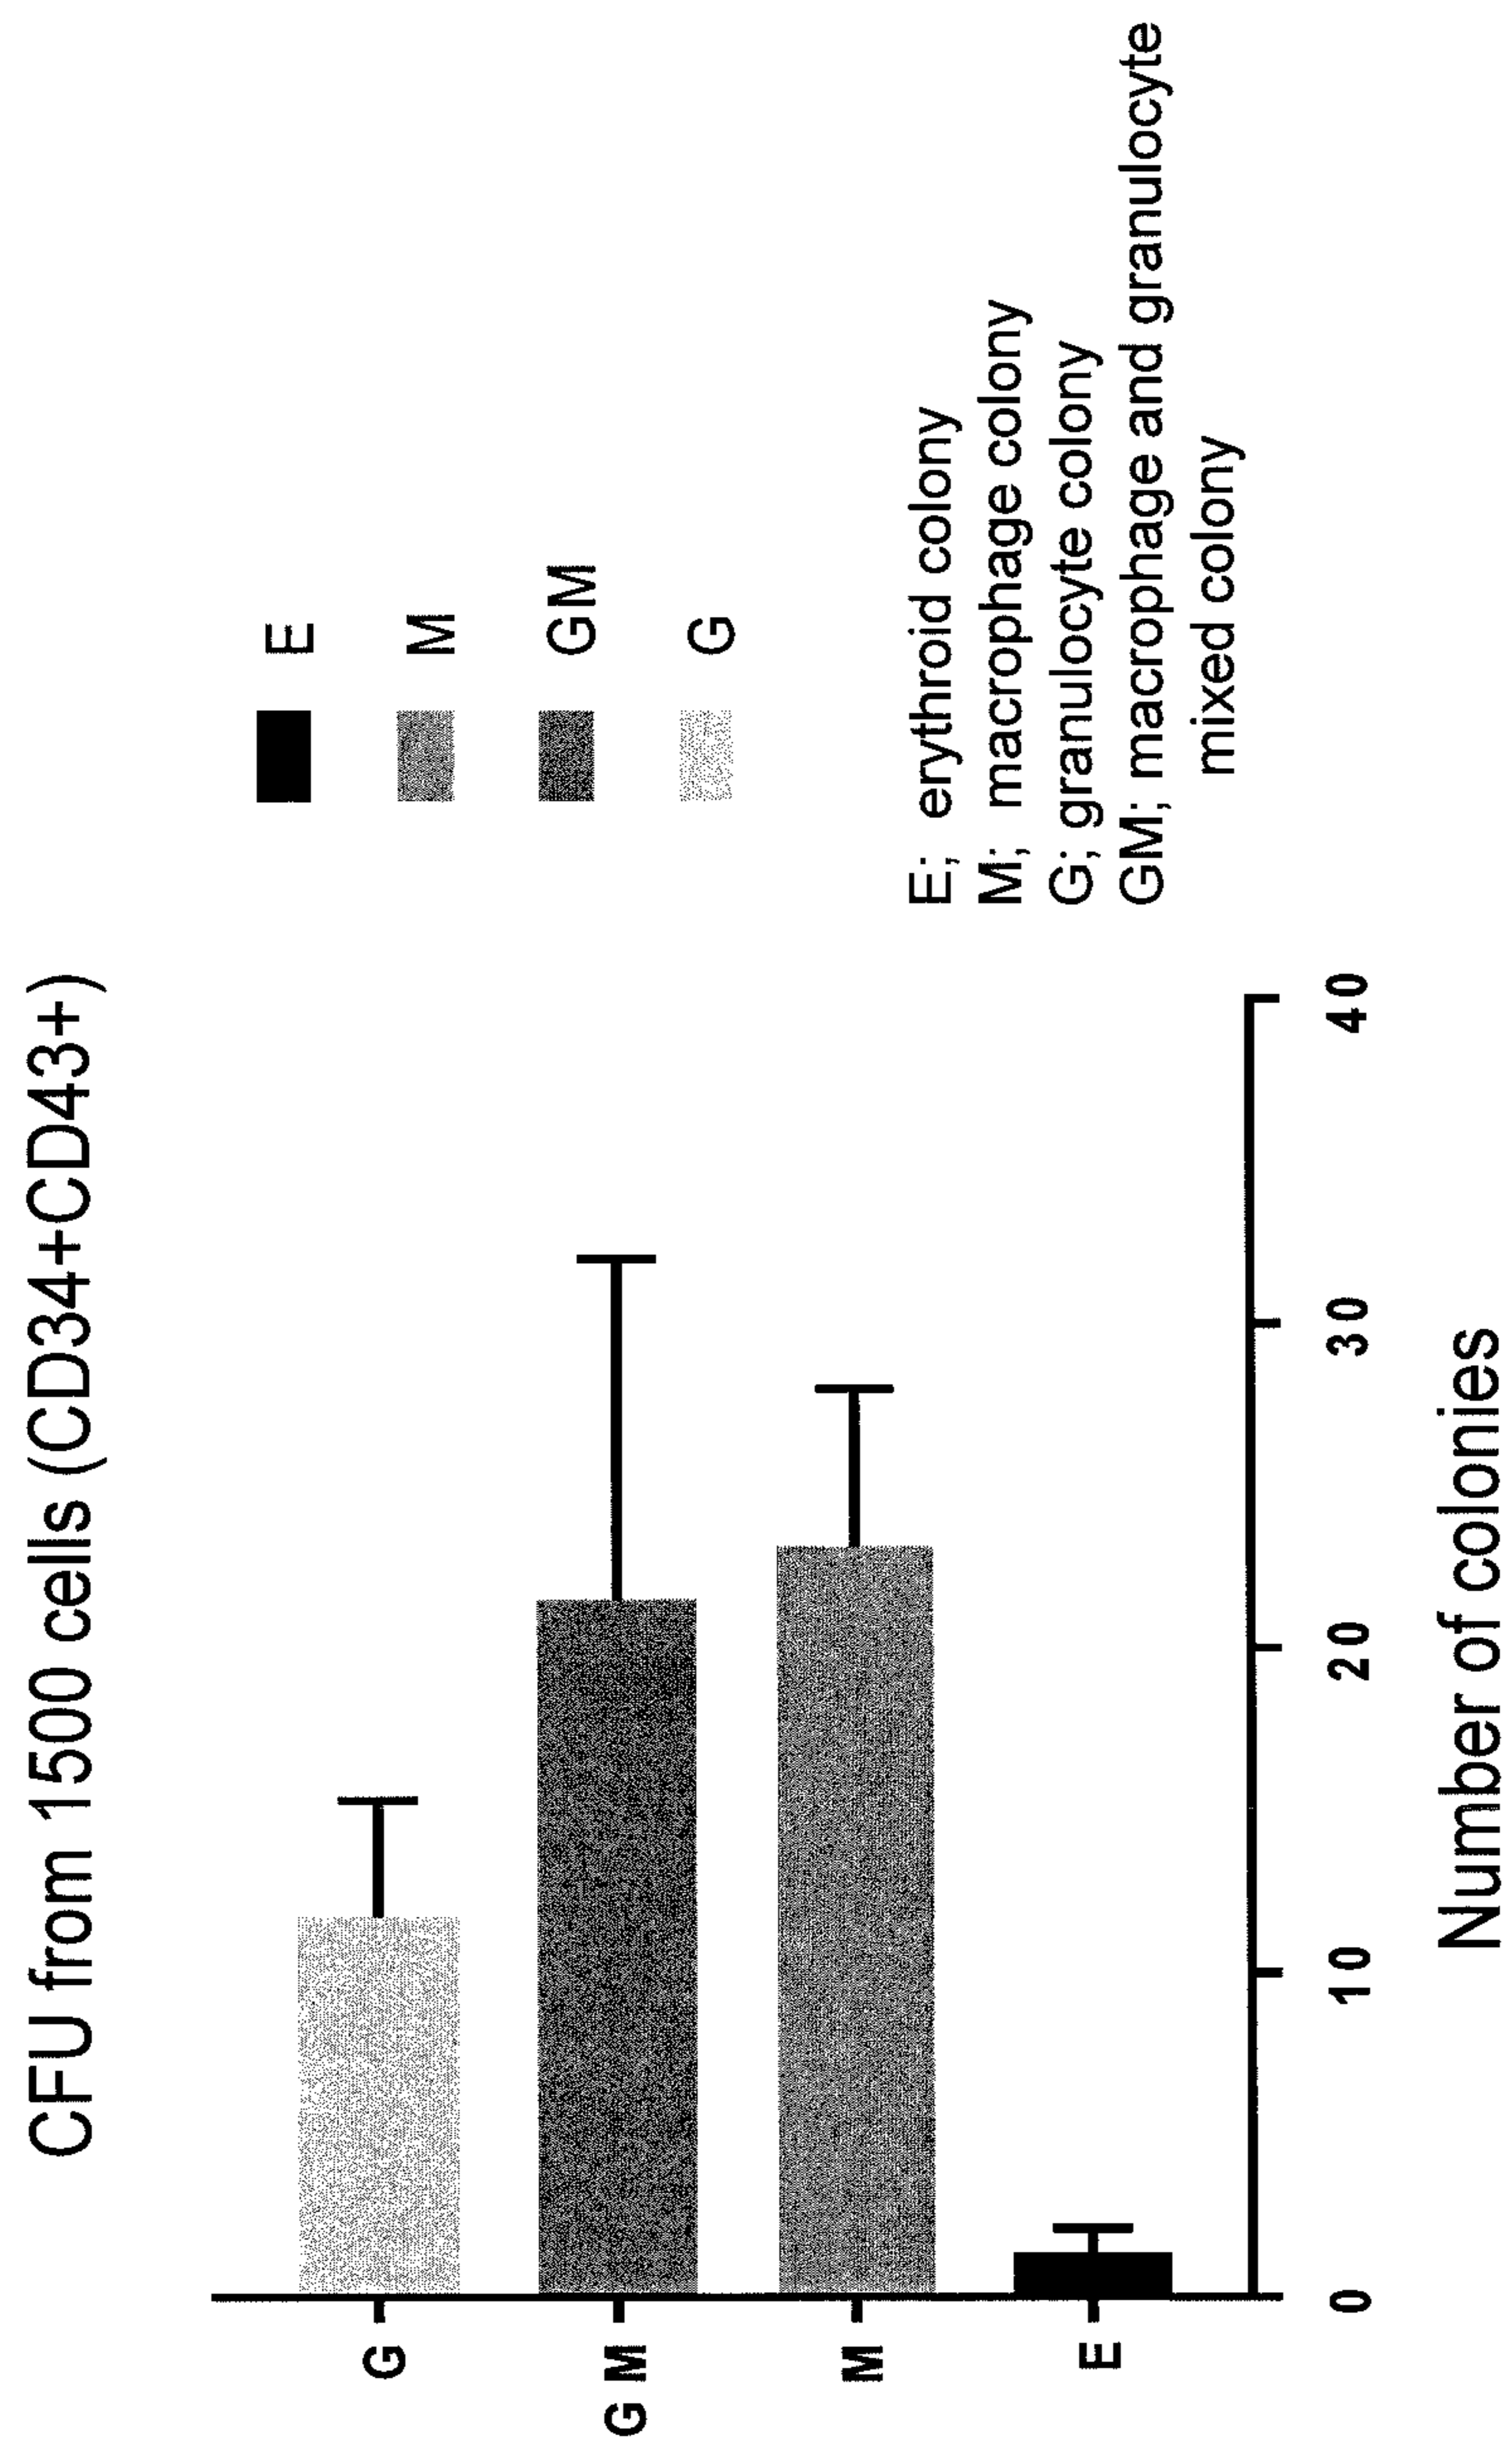 CFU from 1500 cells (CD34+CD43+)
G
G M
M
E
0
10
20
30
40
Number of colonies
E
M
GM
G
E; erythroid colony
M; macrophage colony
G; granulocyte colony
GM; macrophage and granulocyte
mixed colony